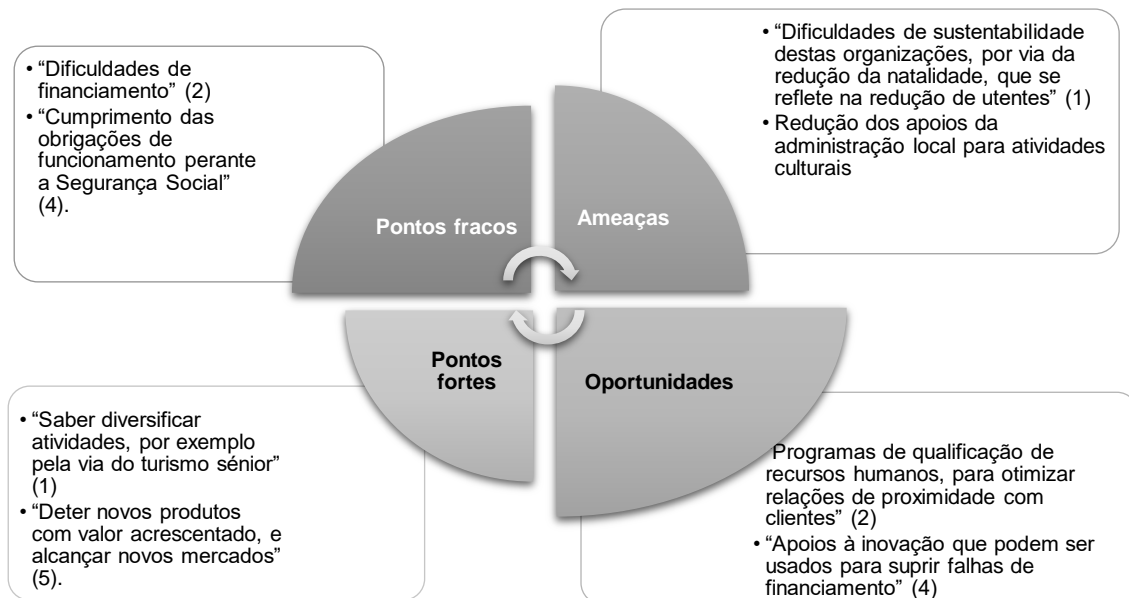 • “Dificuldades de
financiamento” (2)
• “Cumprimento das
obrigações de
funcionamento perante
a Segurança Social”
(4).
• “Dificuldades de sustentabilidade
destas organizações, por via da
redução da natalidade, que se
reflete na redução de utentes” (1)
• Redução dos apoios da
administração local para atividades
culturais
Pontos fracos
Ameaças
Pontos
fortes
Oportunidades
• “Saber diversificar
atividades, por exemplo
pela via do turismo sénior”
(1)
• “Deter novos produtos
com valor acrescentado, e
alcançar novos mercados”
(5).
Programas de qualificação de
recursos humanos, para otimizar
relações de proximidade com
clientes” (2)
• “Apoios à inovação que podem ser
usados para suprir falhas de
financiamento” (4)